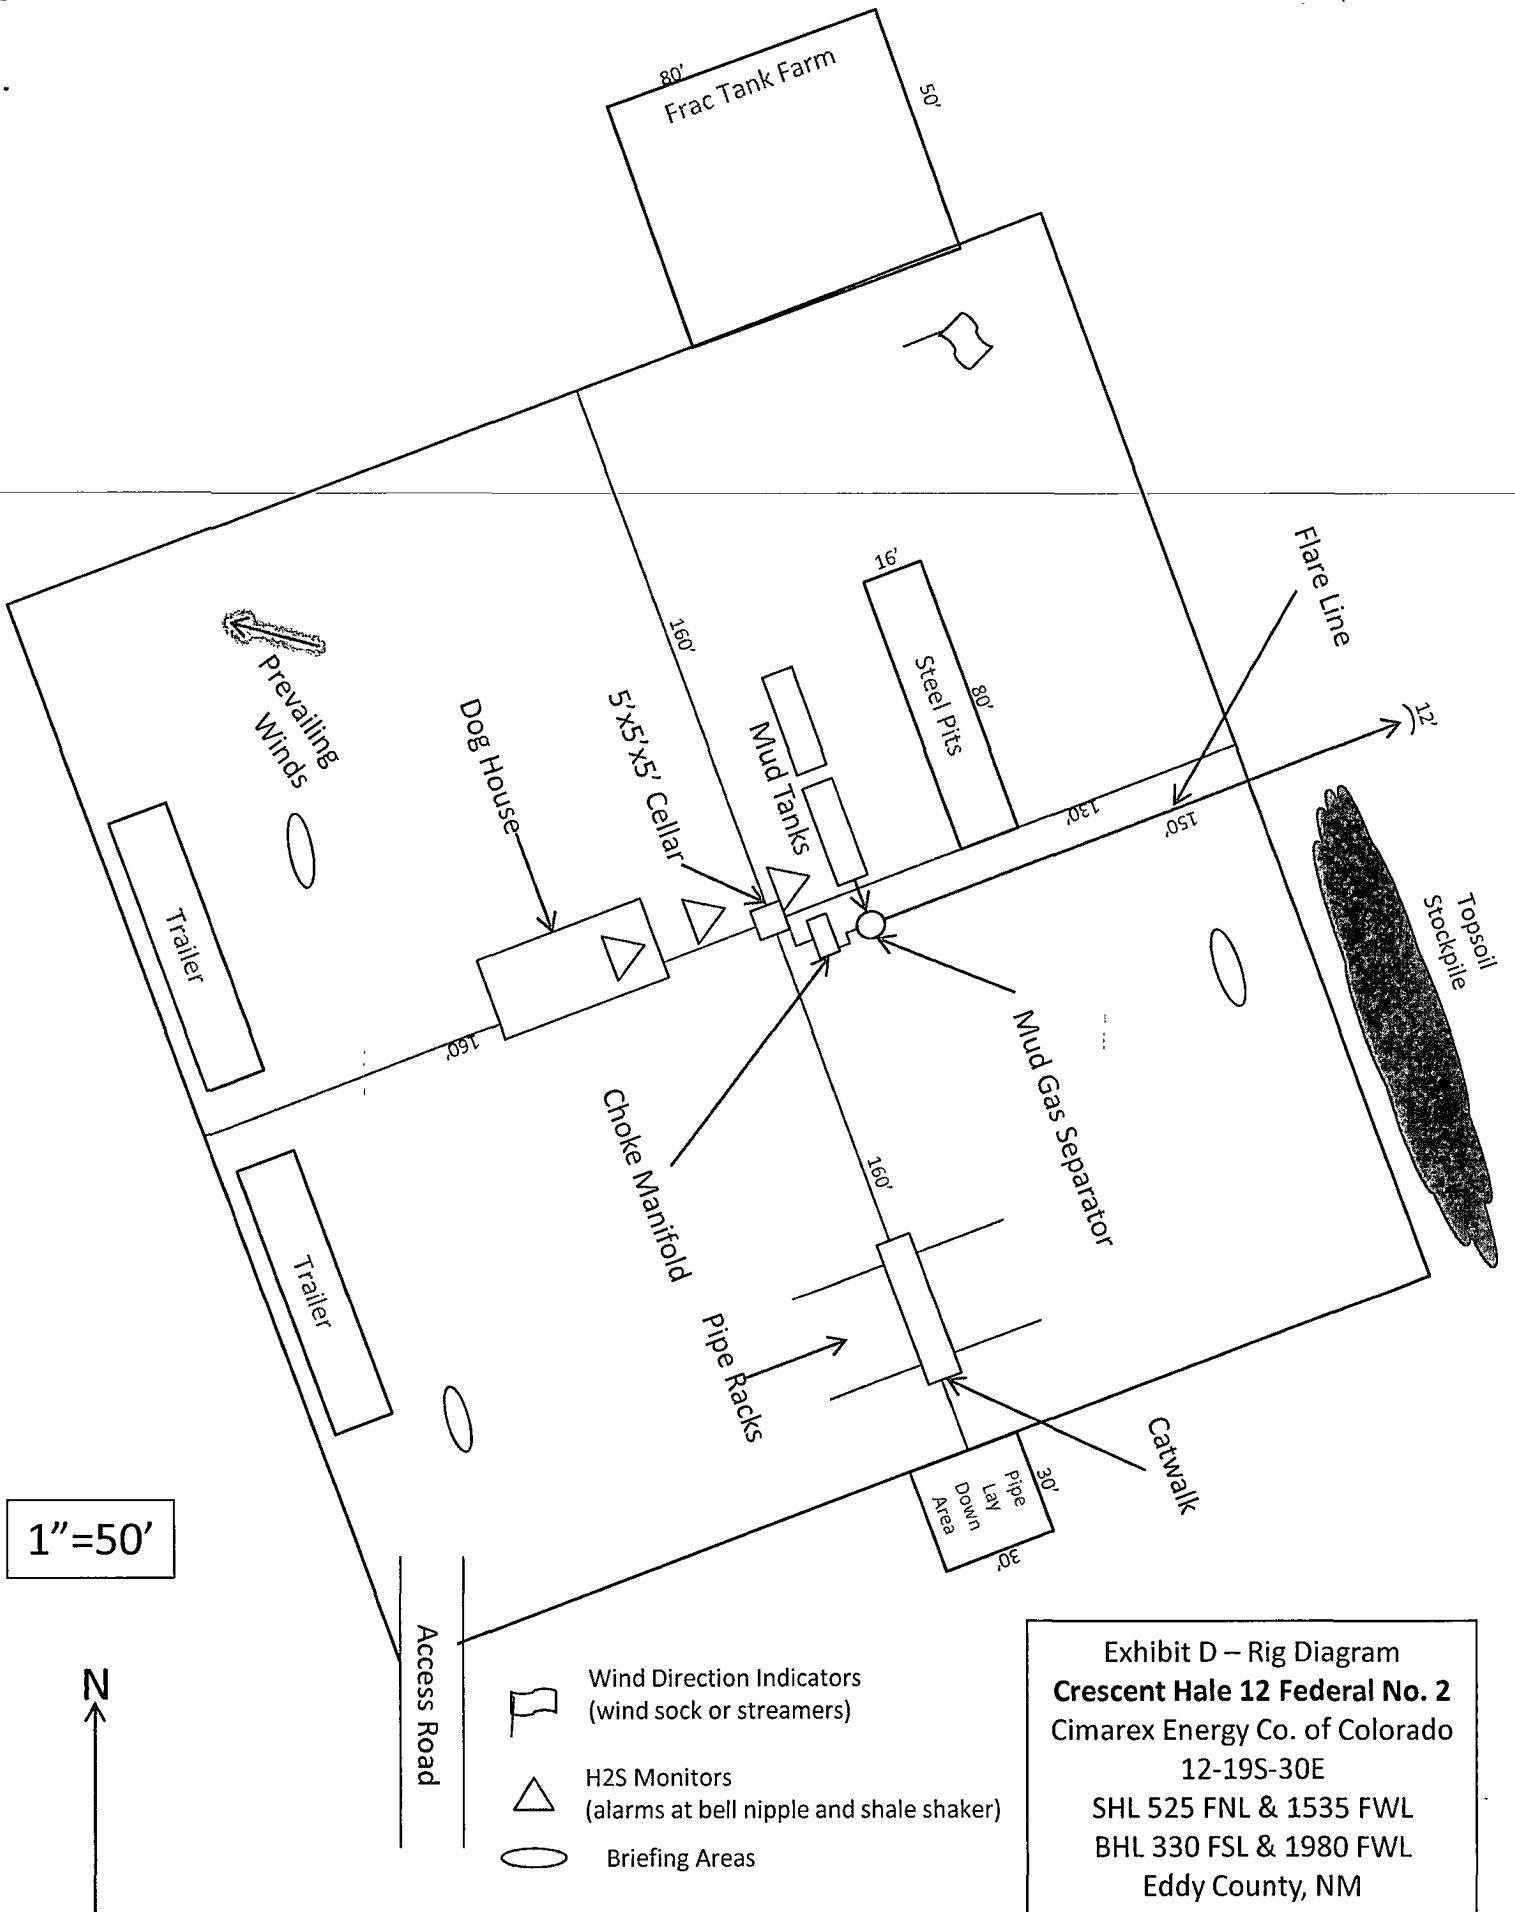 80'
Frac Tank Farm
50'
16'
Steel Pits
80'
Flare Line
12'
130'
150'
160'
Mud Tanks
5'x5'x5' Cellar
Dog House
Prevailing
Winds
Trailer
160'
Topsoil
Stockpile
Mud Gas Separator
Choke Manifold
160'
Trailer
Pipe Racks
Catwalk
Pipe
Lay
Down
Area
30'
30'
1"=50'
N
Access Road
Wind Direction Indicators
(wind sock or streamers)
H2S Monitors
(alarms at bell nipple and shale shaker)
Briefing Areas
Exhibit D – Rig Diagram
Crescent Hale 12 Federal No. 2
Cimarex Energy Co. of Colorado
12-19S-30E
SHL 525 FNL & 1535 FWL
BHL 330 FSL & 1980 FWL
Eddy County, NM